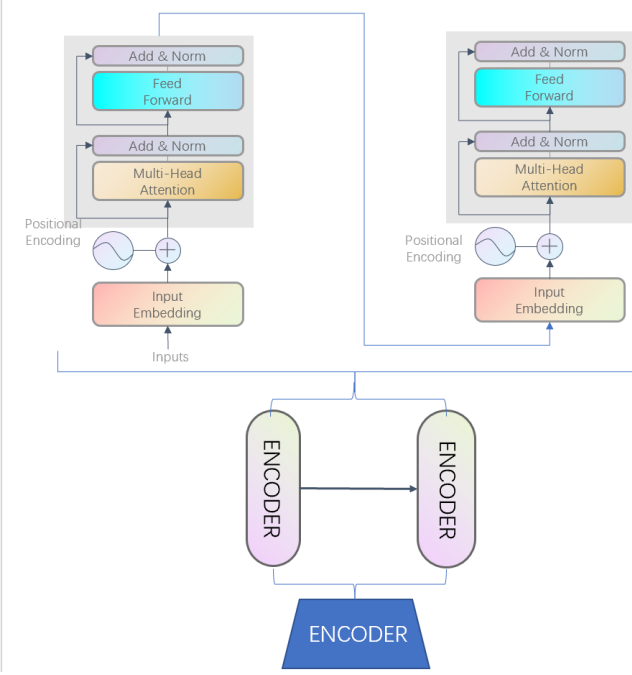 Add & Norm
Feed
Forward
Add & Norm
Multi-Head
Attention
Positional
Encoding
Input
Embedding
Inputs
Add & Norm
Feed
Forward
Add & Norm
Multi-Head
Attention
Positional
Encoding
Input
Embedding
ENCODER
ENCODER
ENCODER